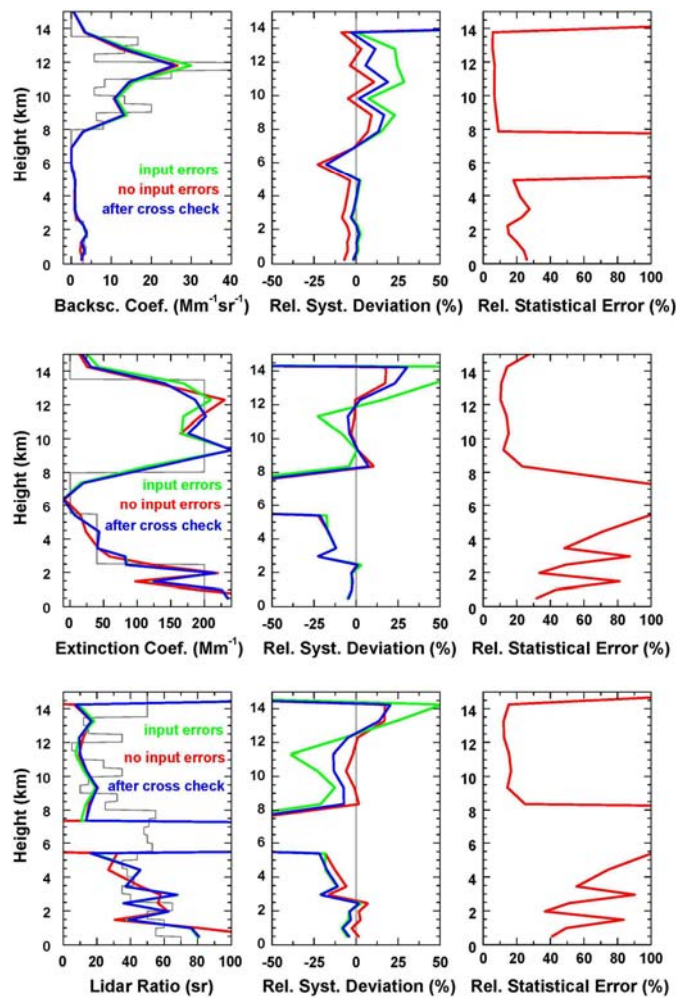 Height (km)
14
12
10
8
6
4
2
0
input errors
no input errors
after cross check
0 10 20 30 40
-50 -25 0 25 50
0 20 40 60 80 100
Backsc. Coef. (Mm⁻¹sr⁻¹)
Rel. Syst. Deviation (%)
Rel. Statistical Error (%)
Height (km)
14
12
10
8
6
4
2
0
input errors
no input errors
after cross check
0 50 100 150 200
-50 -25 0 25 50
0 20 40 60 80 100
Extinction Coef. (Mm⁻¹)
Rel. Syst. Deviation (%)
Rel. Statistical Error (%)
Height (km)
14
12
10
8
6
4
2
0
input errors
no input errors
after cross check
0 20 40 60 80 100
-50 -25 0 25 50
0 20 40 60 80 100
Lidar Ratio (sr)
Rel. Syst. Deviation (%)
Rel. Statistical Error (%)